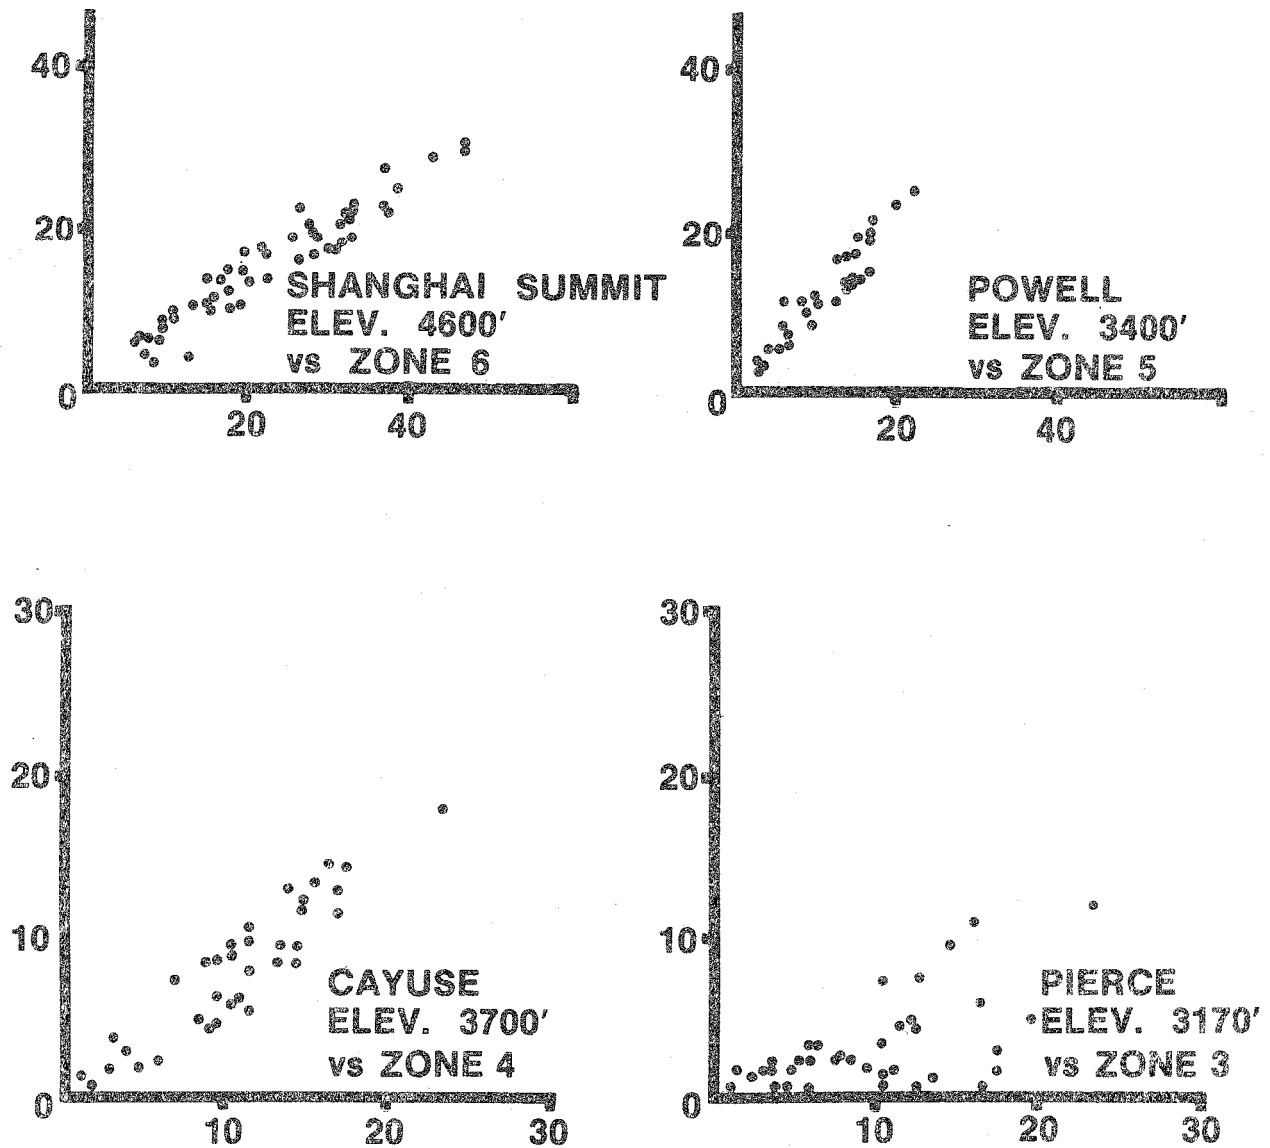 40
20
0
20 40
SHANGHAI SUMMIT
ELEV. 4600'
vs ZONE 6
40
20
0
20 40
POWELL
ELEV. 3400'
vs ZONE 5
30
20
10
0
10 20 30
CAYUSE
ELEV. 3700'
vs ZONE 4
30
20
10
0
10 20 30
PIERCE
ELEV. 3170'
vs ZONE 3